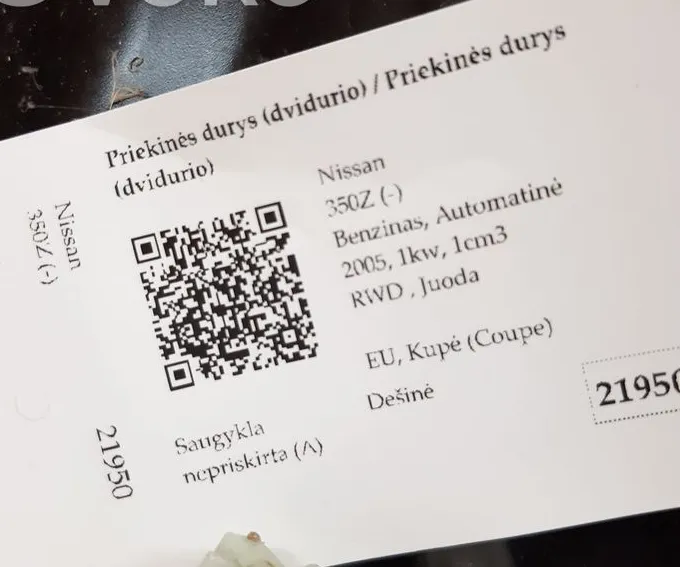 Priekinės durys (dvidurio) / Priekinės durys
(dvidurio)
Nissan
350Z (-)
Nissan
350Z (-)
Benzinas, Automatinė
2005, 1kw, 1cm3
RWD , Juoda
EU, Kupė (Coupe)
Dešinė
21950
21950
Saugykla
nepriskirta (A)